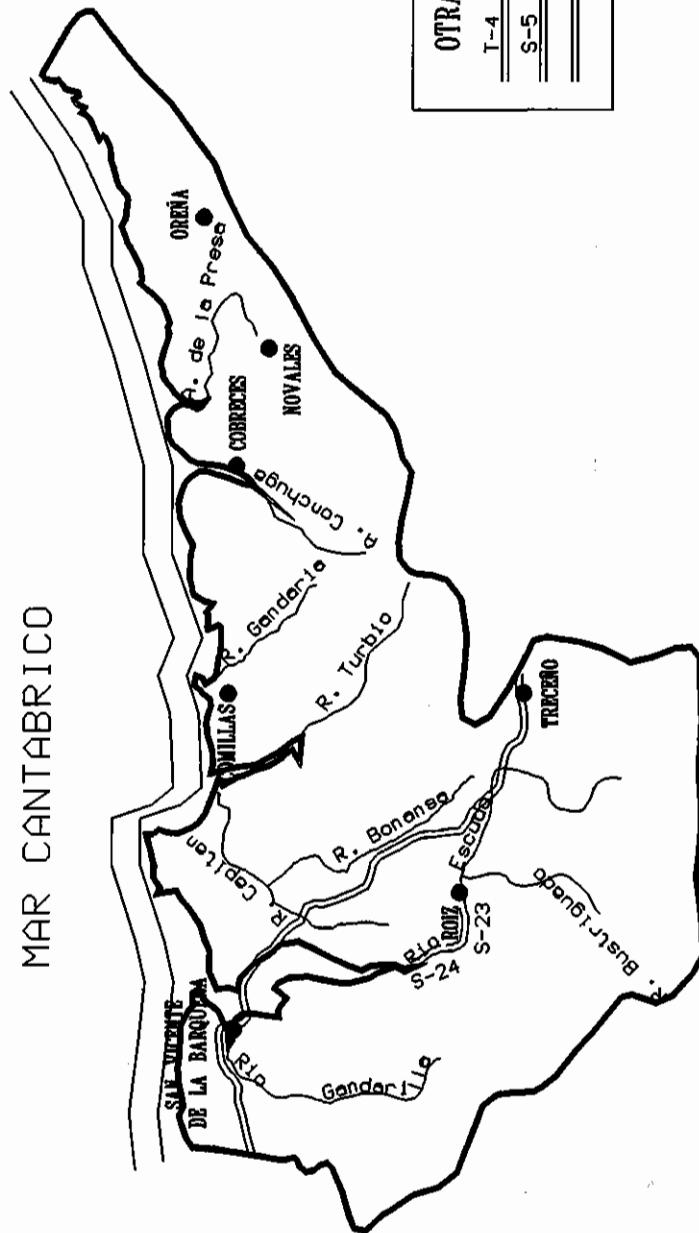 MAR CANTABRICO
SAN VICENTE
DE LA BARQUERA
Rio
Gandarilla
R. Capitan
R. Bonansa
Rio
Escudo
ROIZ
S-24
S-23
R. Bustriguado
TRECEÑO
COMILLAS
R. Gandaria
R. Turbio
A. Conchuga
COBRECES
NOVALES
A. de la Presa
OREÑA
OTRA
T-4
S-5